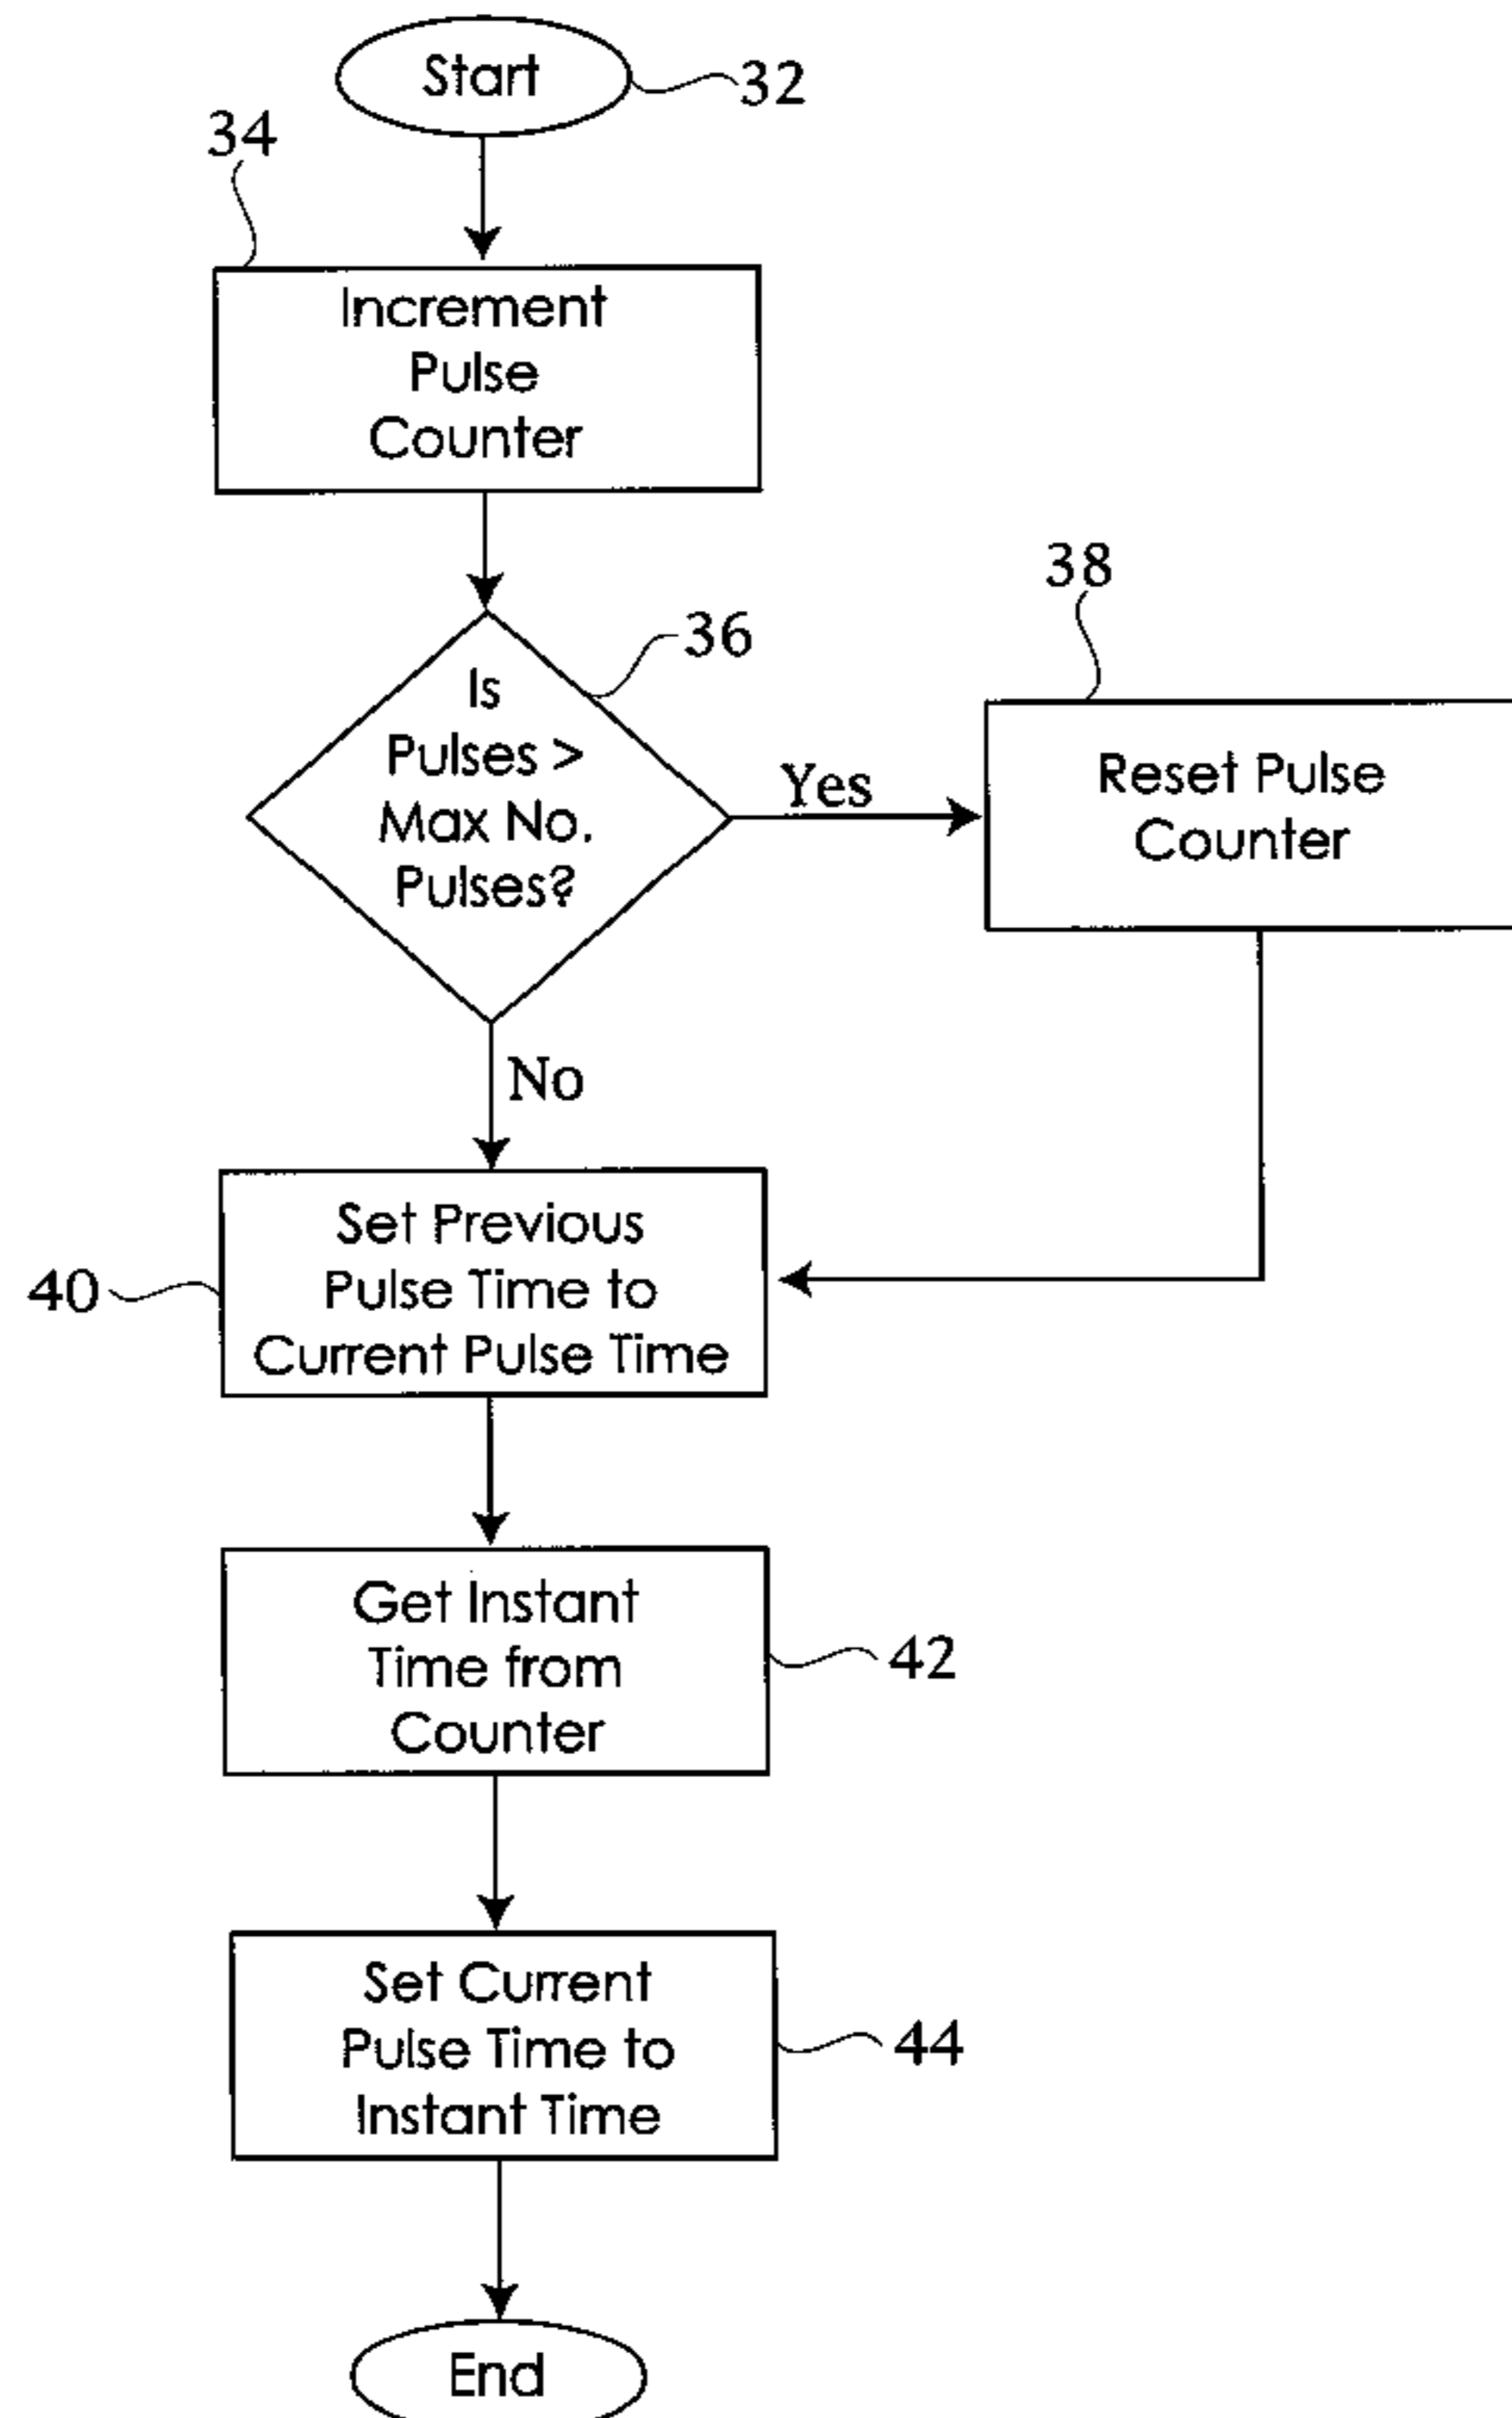 Start
32
34
Increment
Pulse
Counter
36
Is
Pulses >
Max No.
Pulses?
Yes
38
Reset Pulse
Counter
No
40
Set Previous
Pulse Time to
Current Pulse Time
Get Instant
Time from
Counter
42
Set Current
Pulse Time to
Instant Time
44
End